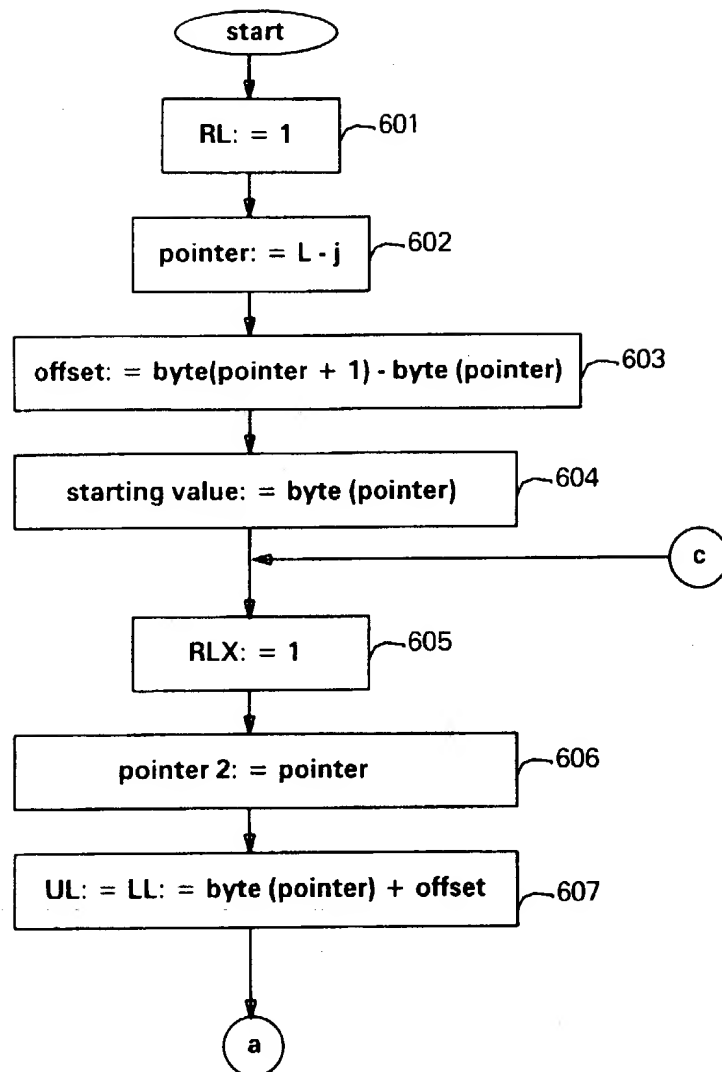 start
RL: = 1
601
pointer: = L - j
602
offset: = byte(pointer + 1) - byte (pointer)
603
starting value: = byte (pointer)
604
c
RLX: = 1
605
pointer 2: = pointer
606
UL: = LL: = byte (pointer) + offset
607
a